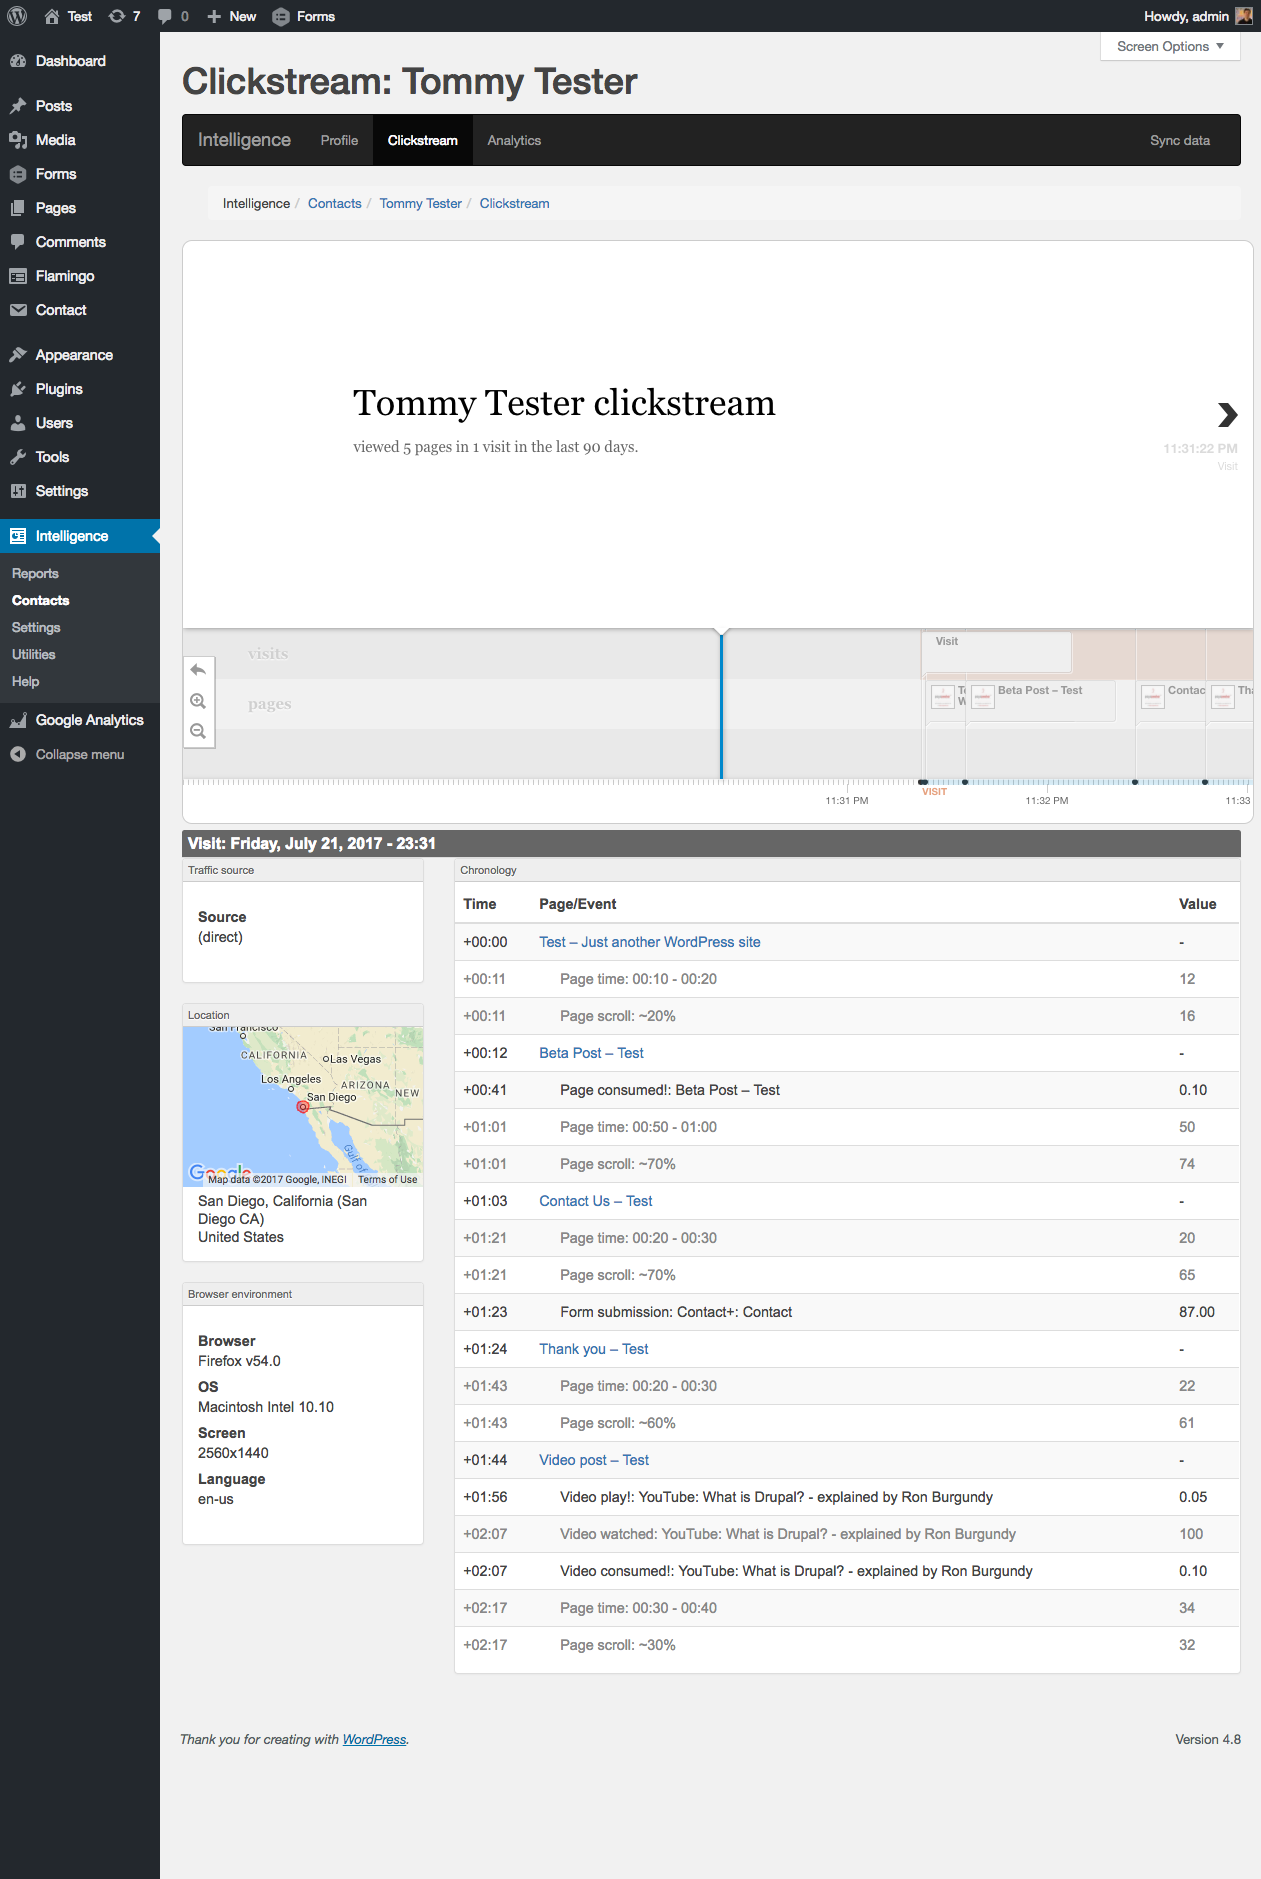 Test
7
0
New
Forms
Howdy, admin
Screen Options
Dashboard
Posts
Media
Forms
Pages
Comments
Flamingo
Contact
Appearance
Plugins
Users
Tools
Settings
Intelligence
Reports
Contacts
Settings
Utilities
Help
Google Analytics
Collapse menu
Clickstream: Tommy Tester
Intelligence Profile Clickstream Analytics Sync data
Intelligence / Contacts / Tommy Tester / Clickstream
Tommy Tester clickstream
viewed 5 pages in 1 visit in the last 90 days.
11:31:22 PM
Visit
visits
Visit
pages
Beta Post – Test
Contac
Tha
VISIT
11:31 PM 11:32 PM 11:33
Visit: Friday, July 21, 2017 - 23:31
Traffic source
Source
(direct)
Location
San Francisco
CALIFORNIA
Las Vegas
Los Angeles
ARIZONA
NEW
San Diego
Gulf of
Google
Map data ©2017 Google, INEGI Terms of Use
San Diego, California (San
Diego CA)
United States
Browser environment
Browser
Firefox v54.0
OS
Macintosh Intel 10.10
Screen
2560x1440
Language
en-us
Chronology
Time Page/Event Value
+00:00 Test – Just another WordPress site -
+00:11 Page time: 00:10 - 00:20 12
+00:11 Page scroll: ~20% 16
+00:12 Beta Post – Test -
+00:41 Page consumed!: Beta Post – Test 0.10
+01:01 Page time: 00:50 - 01:00 50
+01:01 Page scroll: ~70% 74
+01:03 Contact Us – Test -
+01:21 Page time: 00:20 - 00:30 20
+01:21 Page scroll: ~70% 65
+01:23 Form submission: Contact+: Contact 87.00
+01:24 Thank you – Test -
+01:43 Page time: 00:20 - 00:30 22
+01:43 Page scroll: ~60% 61
+01:44 Video post – Test -
+01:56 Video play!: YouTube: What is Drupal? - explained by Ron Burgundy 0.05
+02:07 Video watched: YouTube: What is Drupal? - explained by Ron Burgundy 100
+02:07 Video consumed!: YouTube: What is Drupal? - explained by Ron Burgundy 0.10
+02:17 Page time: 00:30 - 00:40 34
+02:17 Page scroll: ~30% 32
Thank you for creating with WordPress.
Version 4.8